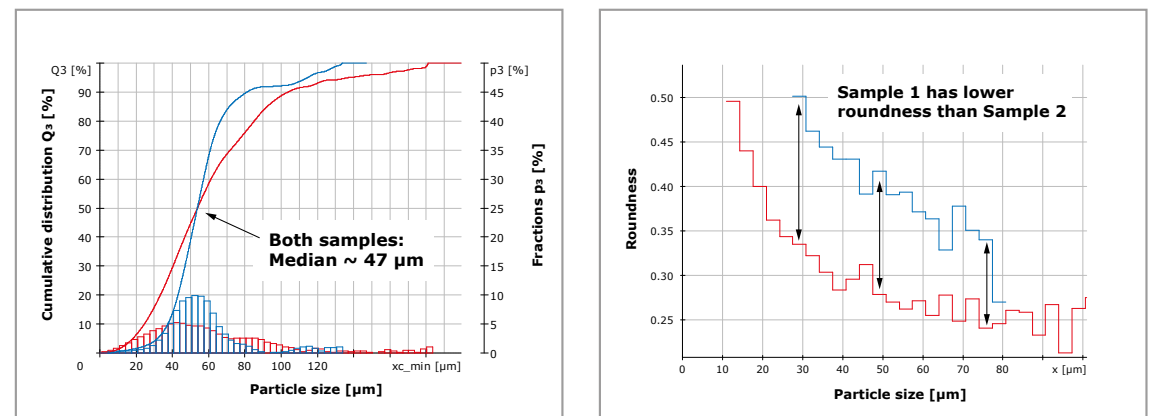 Q3 [%]
p3 [%]
90
80
70
60
50
40
30
20
10
0
45
40
35
30
25
20
15
10
5
0
Cumulative distribution Q₃ [%]
Fractions p₃ [%]
Both samples:
Median ~ 47 µm
20 40 60 80 100 120 xc_min [µm]
Particle size [µm]
0.50
0.45
0.40
0.35
0.30
0.25
Roundness
Sample 1 has lower
roundness than Sample 2
0 10 20 30 40 50 60 70 80 x [µm]
Particle size [µm]